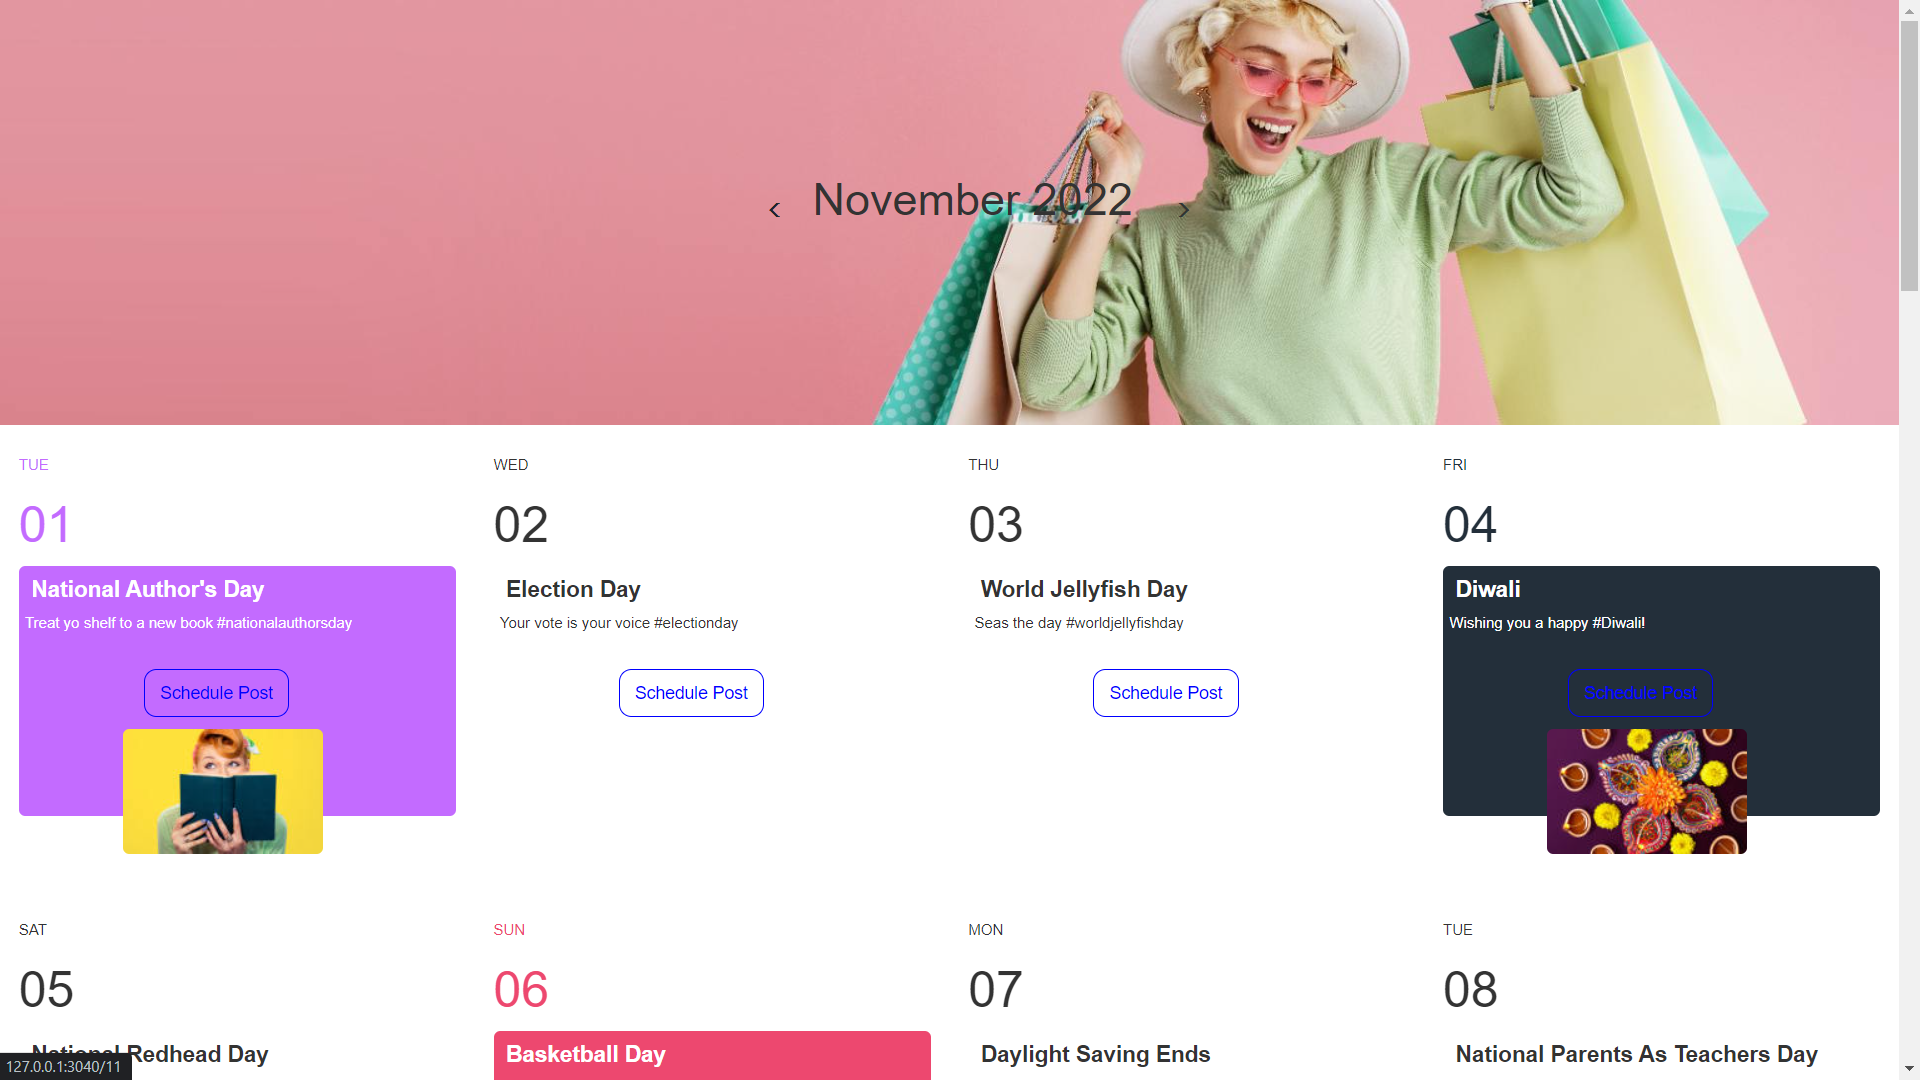 < November 2022 >
TUE
01
National Author's Day
Treat yo shelf to a new book #nationalauthorsday
Schedule Post
WED
02
Election Day
Your vote is your voice #electionday
Schedule Post
THU
03
World Jellyfish Day
Seas the day #worldjellyfishday
Schedule Post
FRI
04
Diwali
Wishing you a happy #Diwali!
Schedule Post
SAT
05
National Redhead Day
SUN
06
Basketball Day
MON
07
Daylight Saving Ends
TUE
08
National Parents As Teachers Day
127.0.0.1:3040/11